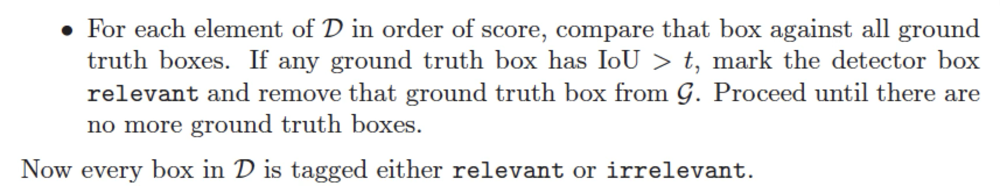 • For each element of 𝒟 in order of score, compare that box against all ground
truth boxes. If any ground truth box has IoU > t, mark the detector box
relevant and remove that ground truth box from 𝒢. Proceed until there are
no more ground truth boxes.
Now every box in 𝒟 is tagged either relevant or irrelevant.